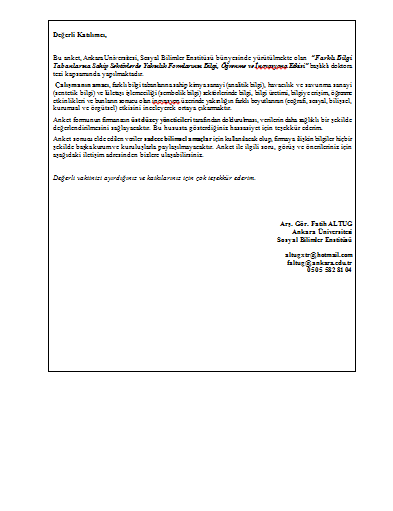 Değerli Katılımcı,
Bu anket, Ankara Üniversitesi, Sosyal Bilimler Enstitüsü bünyesinde yürütülmekte olan "Farklı Bilgi
Tabanlarına Sahip Sektörlerde Yakınlık Formlarının Bilgi, Öğrenme ve İnovasyona Etkisi" başlıklı doktora
tezi kapsamında yapılmaktadır.
Çalışmanın amacı, farklı bilgi tabanlarına sahip kimya sanayi (analitik bilgi), havacılık ve savunma sanayi
(sentetik bilgi) ve lületaşı işlemeciliği (sembolik bilgi) sektörlerinde bilgi, bilgi üretimi, bilgiye erişim, öğrenme
etkinlikleri ve bunların sonucu olan inovasyon üzerinde yakınlığın farklı boyutlarının (coğrafi, sosyal, bilişsel,
kurumsal ve örgütsel) etkisini inceleyerek ortaya çıkarmaktır.
Anket formunun firmanızın üst düzey yöneticileri tarafından doldurulması, verilerin daha sağlıklı bir şekilde
değerlendirilmesini sağlayacaktır. Bu hususta gösterdiğiniz hassasiyet için teşekkür ederim.
Anket sonucu elde edilen veriler sadece bilimsel amaçlar için kullanılacak olup, firmaya ilişkin bilgiler hiçbir
şekilde başka kurum ve kuruluşlarla paylaşılmayacaktır. Anket ile ilgili soru, görüş ve önerileriniz için
aşağıdaki iletişim adresinden bizlere ulaşabilirsiniz.
Değerli vaktinizi ayırdığınız ve katkılarınız için çok teşekkür ederim.
Arş. Gör. Fatih ALTUG
Ankara Üniversitesi
Sosyal Bilimler Enstitüsü
altugxtr@hotmail.com
faltug@ankara.edu.tr
0505 582 81 04